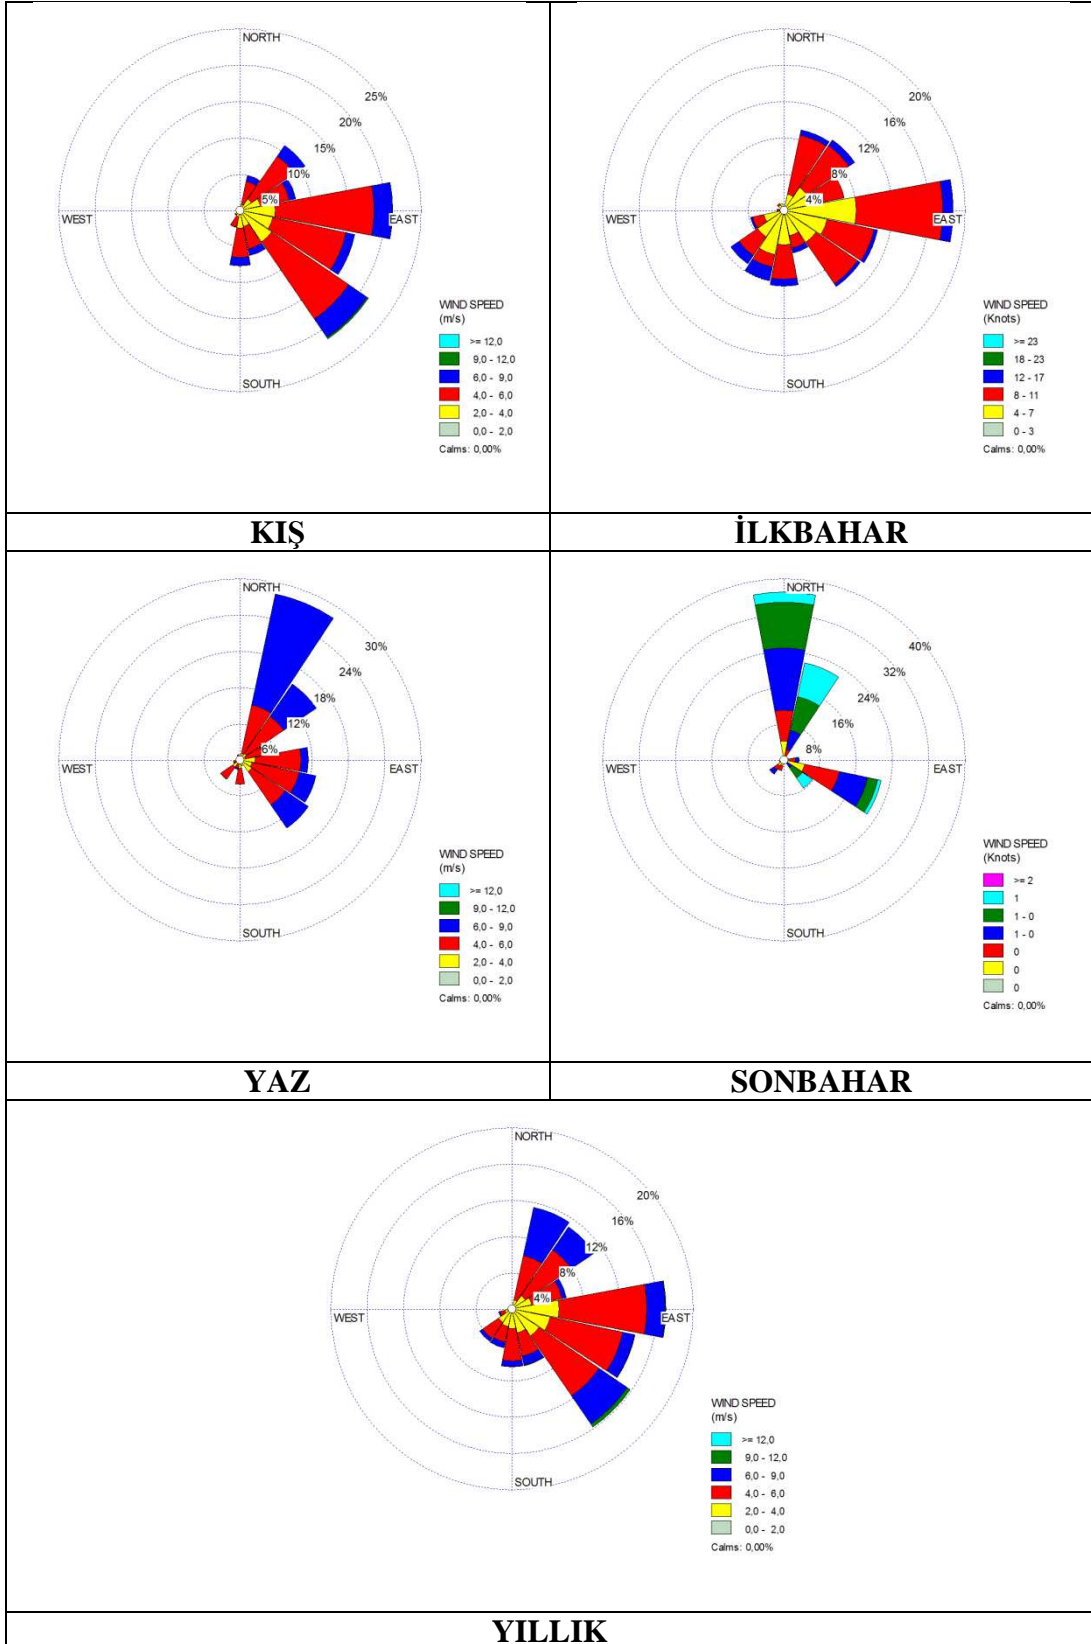 NORTH
25%
20%
15%
10%
5%
WEST
EAST
SOUTH
WIND SPEED
(m/s)
>= 12,0
9,0 - 12,0
6,0 - 9,0
4,0 - 6,0
2,0 - 4,0
0,0 - 2,0
Calms: 0,00%
NORTH
20%
16%
12%
8%
4%
WEST
EAST
SOUTH
WIND SPEED
(Knots)
>= 23
18 - 23
12 - 17
8 - 11
4 - 7
0 - 3
Calms: 0,00%
KIŞ
İLKBAHAR
NORTH
30%
24%
18%
12%
6%
WEST
EAST
SOUTH
WIND SPEED
(m/s)
>= 12,0
9,0 - 12,0
6,0 - 9,0
4,0 - 6,0
2,0 - 4,0
0,0 - 2,0
Calms: 0,00%
NORTH
40%
32%
24%
16%
8%
WEST
EAST
SOUTH
WIND SPEED
(Knots)
>= 2
1
1 - 0
1 - 0
0
0
0
Calms: 0,00%
YAZ
SONBAHAR
NORTH
20%
16%
12%
8%
4%
WEST
EAST
SOUTH
WIND SPEED
(m/s)
>= 12,0
9,0 - 12,0
6,0 - 9,0
4,0 - 6,0
2,0 - 4,0
0,0 - 2,0
Calms: 0,00%
YILLIK